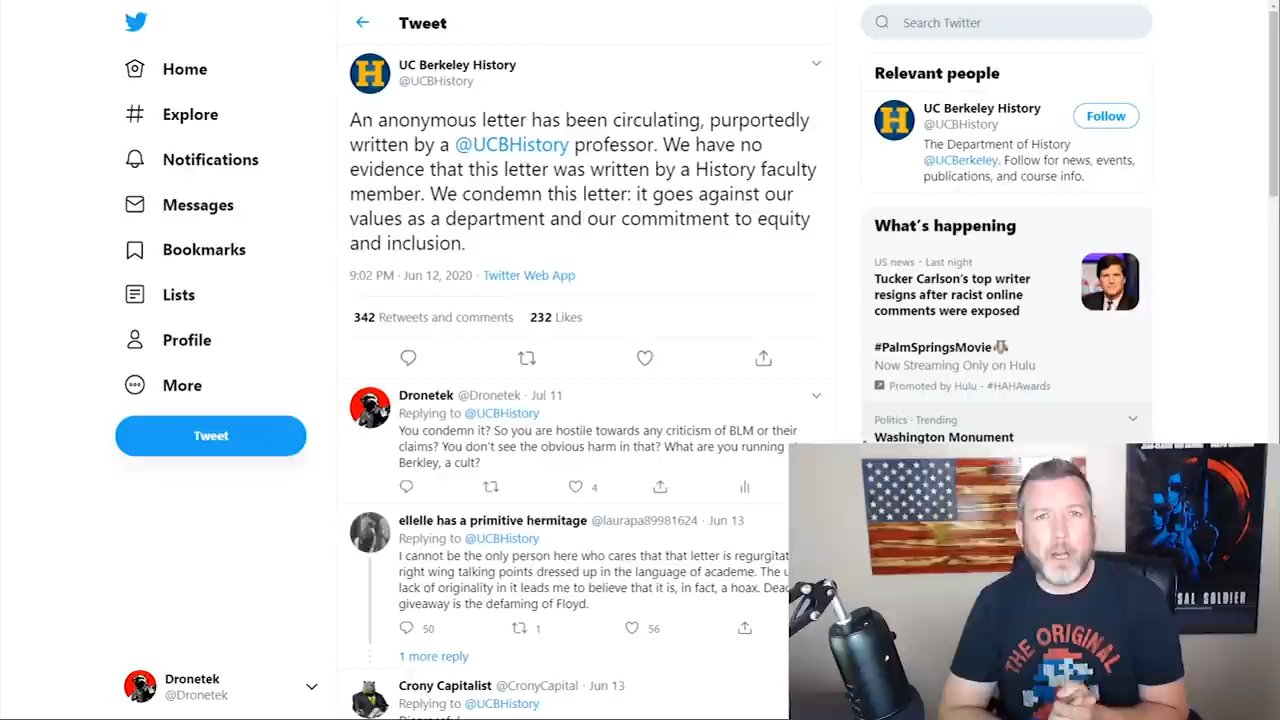 Home
Explore
Notifications
Messages
Bookmarks
Lists
Profile
More
Tweet
Dronetek
@Dronetek
Tweet
H
UC Berkeley History
@UCBHistory
An anonymous letter has been circulating, purportedly
written by a @UCBHistory professor. We have no
evidence that this letter was written by a History faculty
member. We condemn this letter: it goes against our
values as a department and our commitment to equity
and inclusion.
9:02 PM · Jun 12, 2020 · Twitter Web App
342 Retweets and comments 232 Likes
Dronetek @Dronetek · Jul 11
Replying to @UCBHistory
You condemn it? So you are hostile towards any criticism of BLM or their
claims? You don't see the obvious harm in that? What are you running
Berkley, a cult?
4
ellelle has a primitive hermitage @laurapa89981624 · Jun 13
Replying to @UCBHistory
I cannot be the only person here who cares that that letter is regurgitat
right wing talking points dressed up in the language of academe. The u
lack of originality in it leads me to believe that it is, in fact, a hoax. Dead
giveaway is the defaming of Floyd.
50 1 56
1 more reply
Crony Capitalist @CronyCapital · Jun 13
Replying to @UCBHistory
Search Twitter
Relevant people
H
UC Berkeley History
@UCBHistory
Follow
The Department of History
@UCBerkeley. Follow for news, events,
publications, and course info.
What's happening
US news · Last night
Tucker Carlson's top writer
resigns after racist online
comments were exposed
#PalmSpringsMovie
Now Streaming Only on Hulu
Promoted by Hulu · #HAHAwards
Politics · Trending
Washington Monument
SAL SOLDIER
THE ORIGINAL